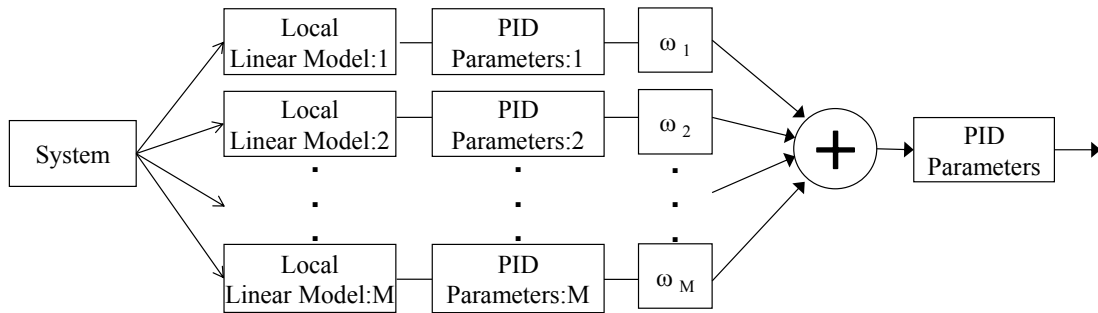 System
Local
Linear Model:1
PID
Parameters:1
ω 1
Local
Linear Model:2
PID
Parameters:2
ω 2
Local
Linear Model:M
PID
Parameters:M
ω M
+
PID
Parameters